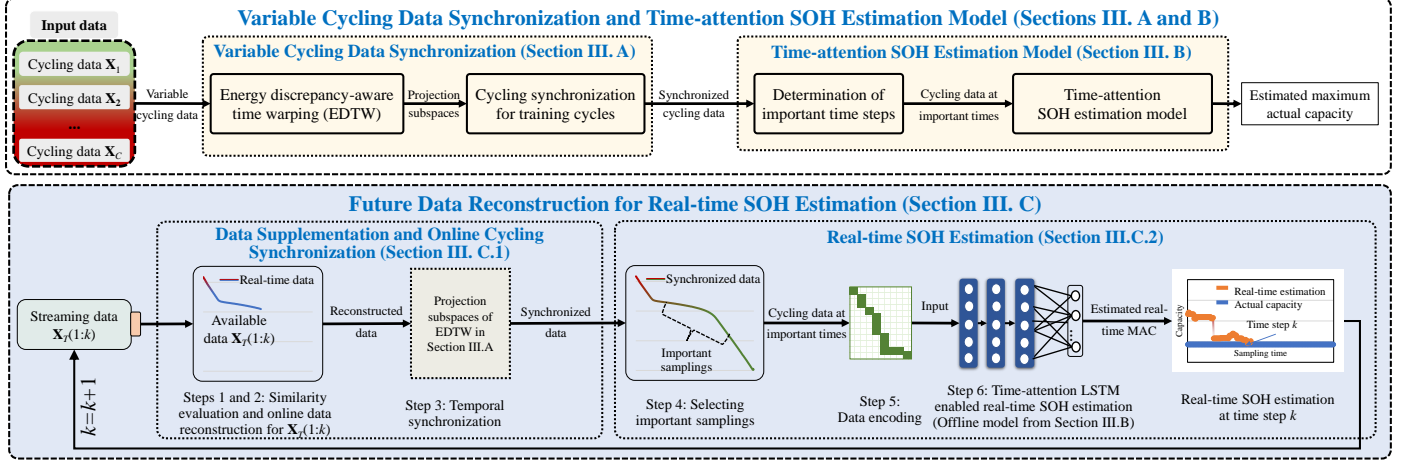 Variable Cycling Data Synchronization and Time-attention SOH Estimation Model (Sections III. A and B)
Input data
Cycling data X1
Cycling data X2
...
Cycling data XC
Variable
cycling data
Variable Cycling Data Synchronization (Section III. A)
Energy discrepancy-aware
time warping (EDTW)
Projection
subspaces
Cycling synchronization
for training cycles
Synchronized
cycling data
Time-attention SOH Estimation Model (Section III. B)
Determination of
important time steps
Cycling data at
important times
Time-attention
SOH estimation model
Estimated maximum
actual capacity
Future Data Reconstruction for Real-time SOH Estimation (Section III. C)
Data Supplementation and Online Cycling
Synchronization (Section III. C.1)
Streaming data
XT(1:k)
k=k+1
Real-time data
Available
data XT(1:k)
Steps 1 and 2: Similarity
evaluation and online data
reconstruction for XT(1:k)
Reconstructed
data
Projection
subspaces of
EDTW in
Section III.A
Step 3: Temporal
synchronization
Synchronized
data
Real-time SOH Estimation (Section III.C.2)
Synchronized data
Important
samplings
Step 4: Selecting
important samplings
Cycling data at
important times
Step 5:
Data encoding
Input
Step 6: Time-attention LSTM
enabled real-time SOH estimation
(Offline model from Section III.B)
Estimated real-
time MAC
Capacity
Real-time estimation
Actual capacity
Time step k
Sampling time
Real-time SOH estimation
at time step k